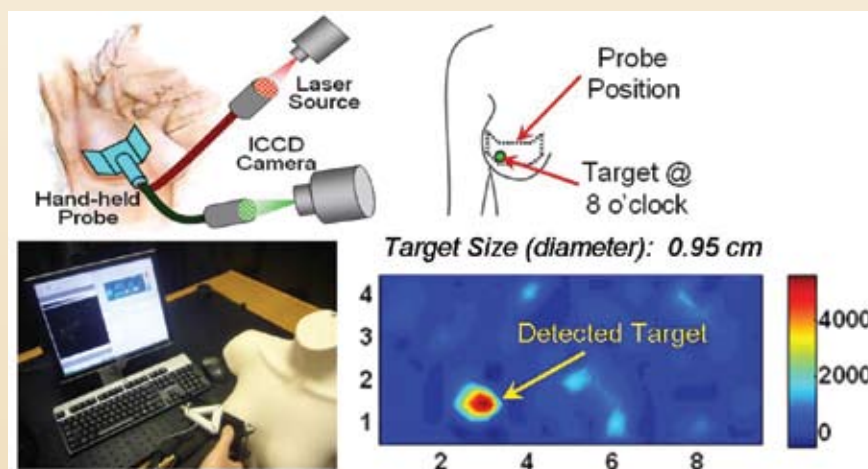 Laser
Source
ICCD
Camera
Hand-held
Probe
Probe
Position
Target @
8 o'clock
Target Size (diameter): 0.95 cm
Detected Target
4
3
2
1
2
4
6
8
4000
2000
0